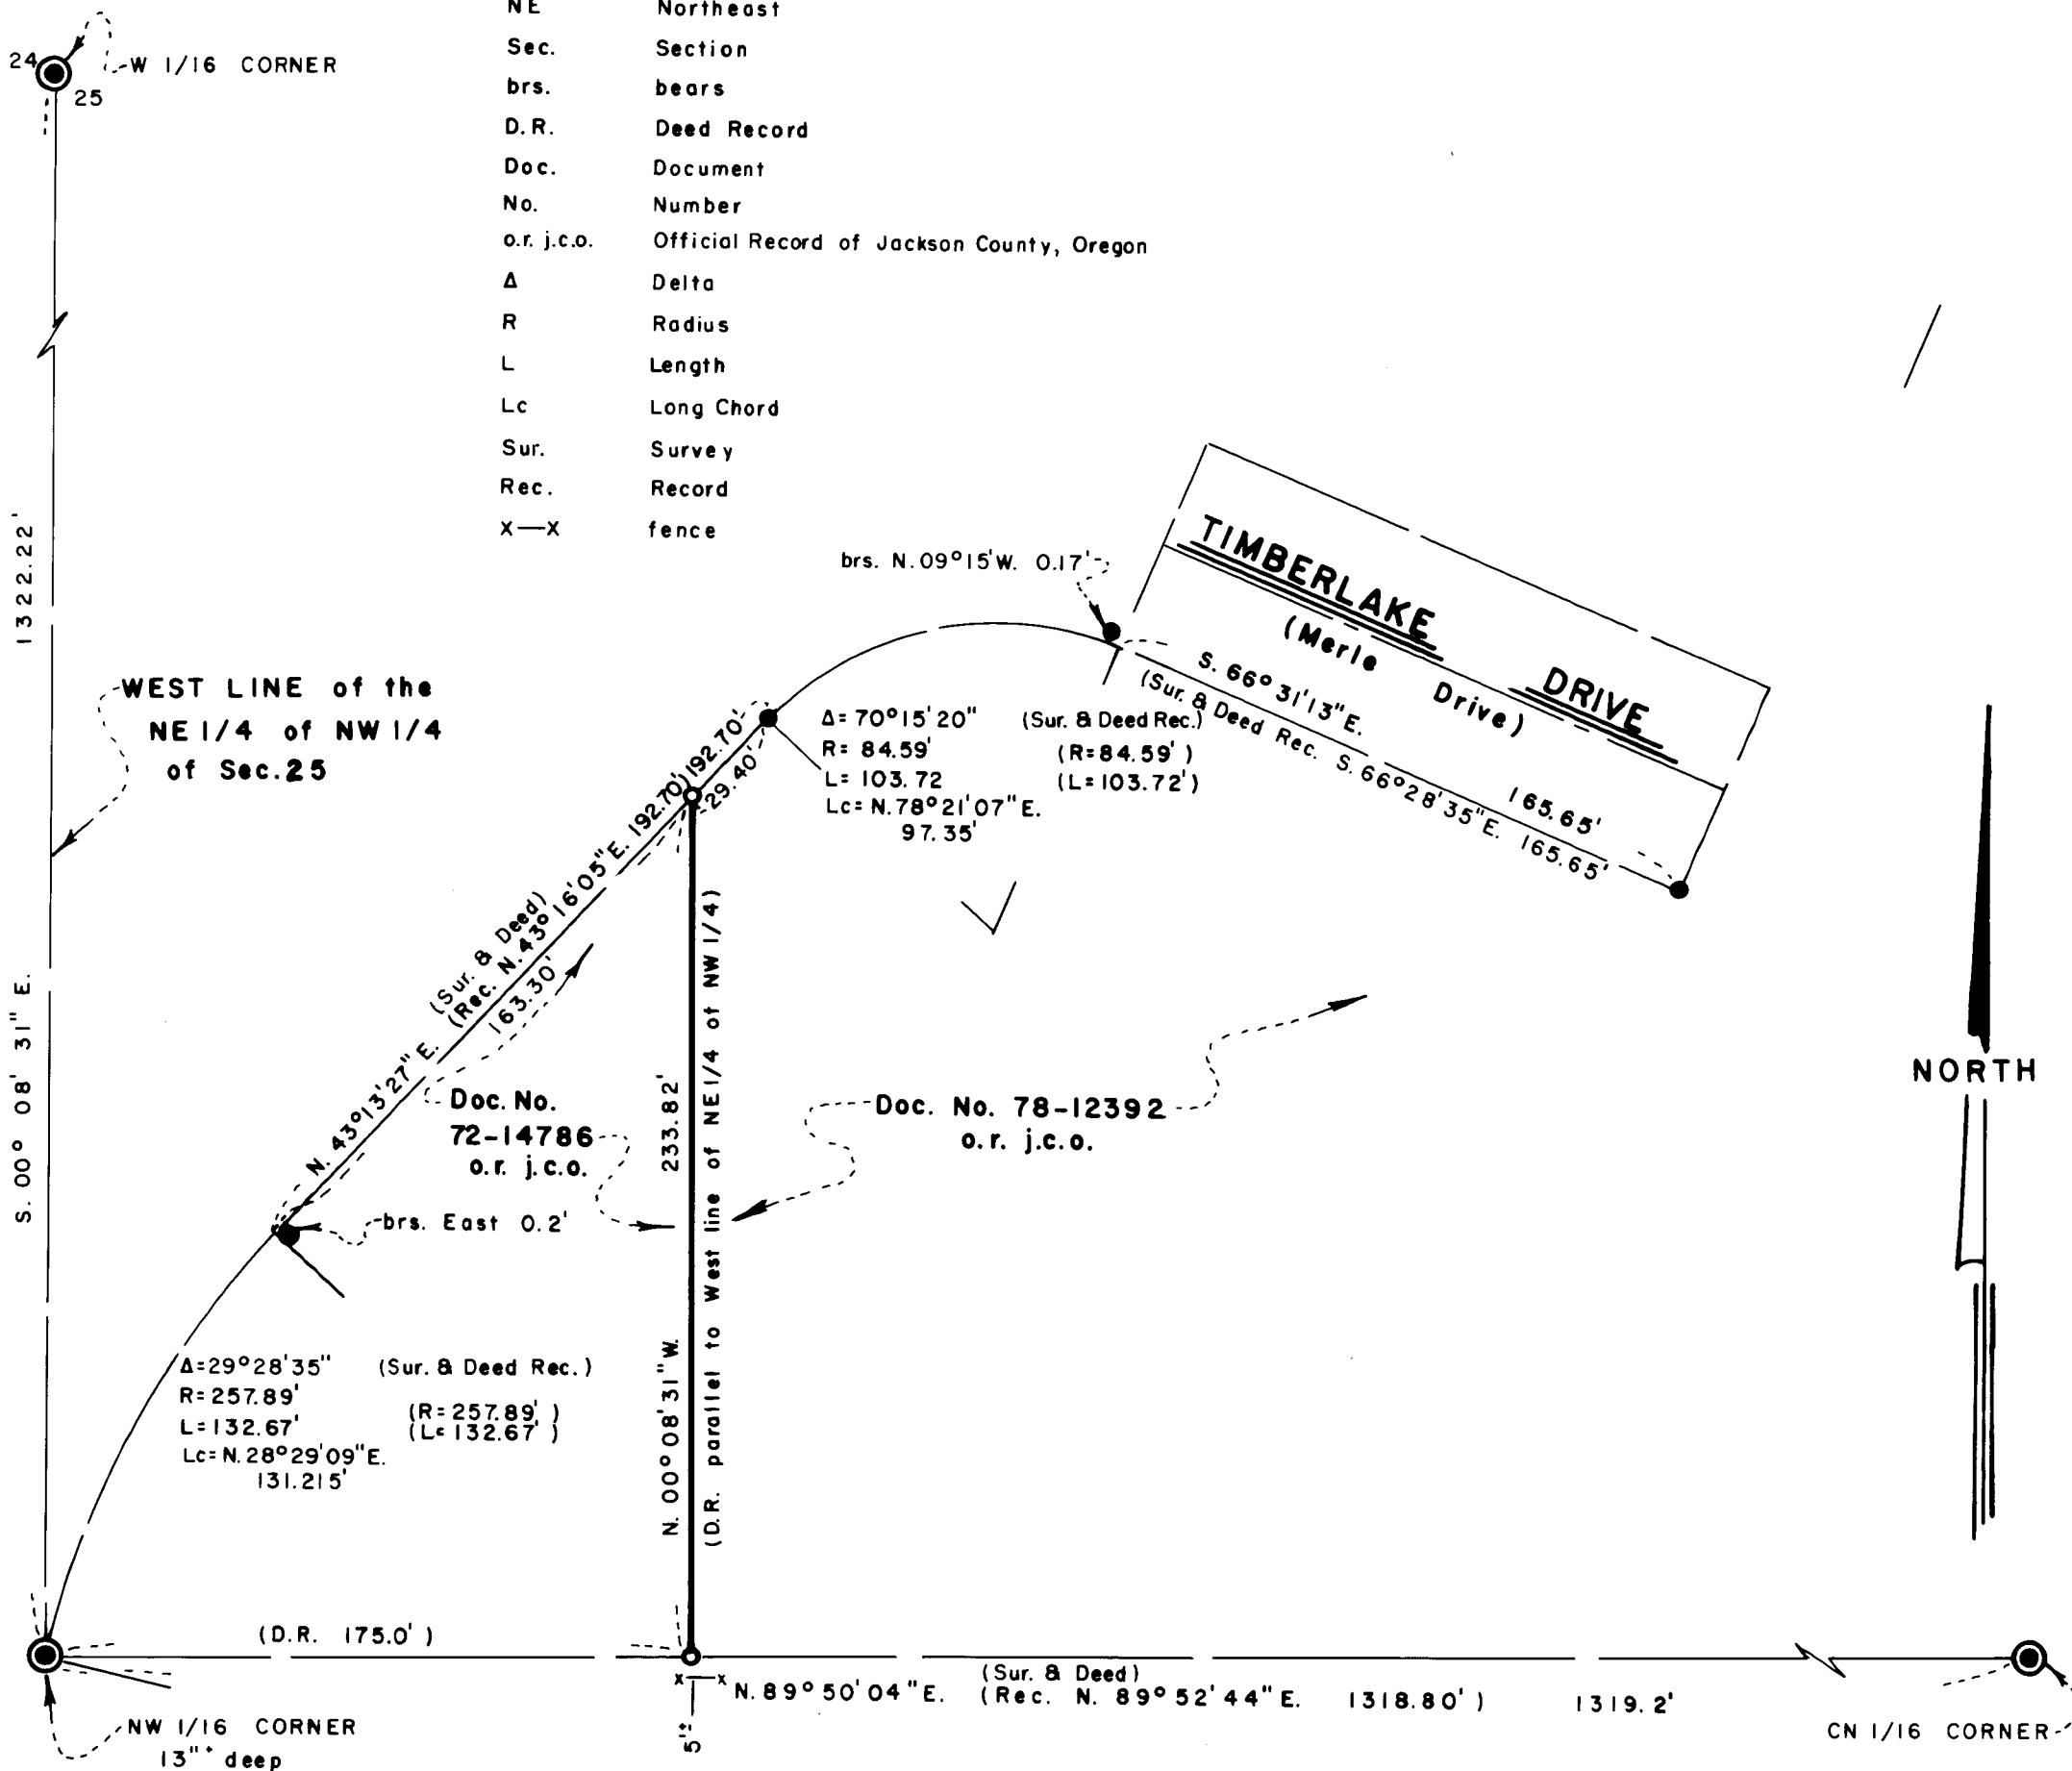 NE Northeast
Sec. Section
brs. bears
D.R. Deed Record
Doc. Document
No. Number
o.r. j.c.o. Official Record of Jackson County, Oregon
Δ Delta
R Radius
L Length
Lc Long Chord
Sur. Survey
Rec. Record
X—X fence
24
W 1/16 CORNER
25
1322.22'
S. 00° 08' 31" E.
WEST LINE of the
NE 1/4 of NW 1/4
of Sec.25
brs. N.09°15'W. 0.17'
TIMBERLAKE DRIVE
(Merle Drive)
S. 66°31'13"E. 165.65'
(Sur. & Deed Rec. S.66°28'35"E. 165.65'
Δ= 70°15'20" (Sur. & Deed Rec.)
R= 84.59' (R=84.59')
L= 103.72 (L=103.72')
Lc= N.78°21'07"E.
97.35'
(Sur. & Deed)
N. 43°13'27"E. (Rec. N.43°16'05"E. 192.70') 192.70'
163.30'
29.40'
Doc. No.
72-14786
o.r. j.c.o.
Doc. No. 78-12392
o.r. j.c.o.
brs. East 0.2'
N. 00°08'31"W. 233.82'
(D.R. parallel to West line of NE1/4 of NW 1/4)
NORTH
Δ=29°28'35" (Sur. & Deed Rec.)
R=257.89' (R=257.89')
L=132.67' (L=132.67')
Lc=N.28°29'09"E.
131.215'
(D.R. 175.0')
x—x
5"±
(Sur. & Deed)
N.89°50'04"E. (Rec. N. 89°52'44"E. 1318.80') 1319.2'
NW 1/16 CORNER
13"± deep
CN 1/16 CORNER